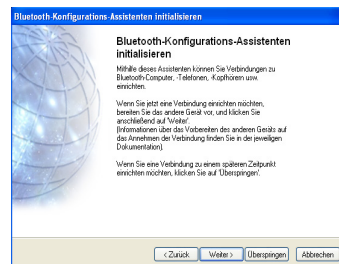 Bluetooth-Konfigurations-Assistenten initialisieren
Bluetooth-Konfigurations-Assistenten
initialisieren
Mithilfe dieses Assistenten können Sie Verbindungen zu
Bluetooth-Computer, -Telefonen, -Kopfhörern usw.
einrichten.
Wenn Sie jetzt eine Verbindung einrichten möchten,
bereiten Sie das andere Gerät vor, und klicken Sie
anschließend auf 'Weiter'.
(Informationen über das Vorbereiten des anderen Geräts auf
das Annehmen der Verbindung finden Sie in der jeweiligen
Dokumentation).
Wenn Sie eine Verbindung zu einem späteren Zeitpunkt
einrichten möchten, klicken Sie auf 'Überspringen'.
< Zurück Weiter > Überspringen Abbrechen